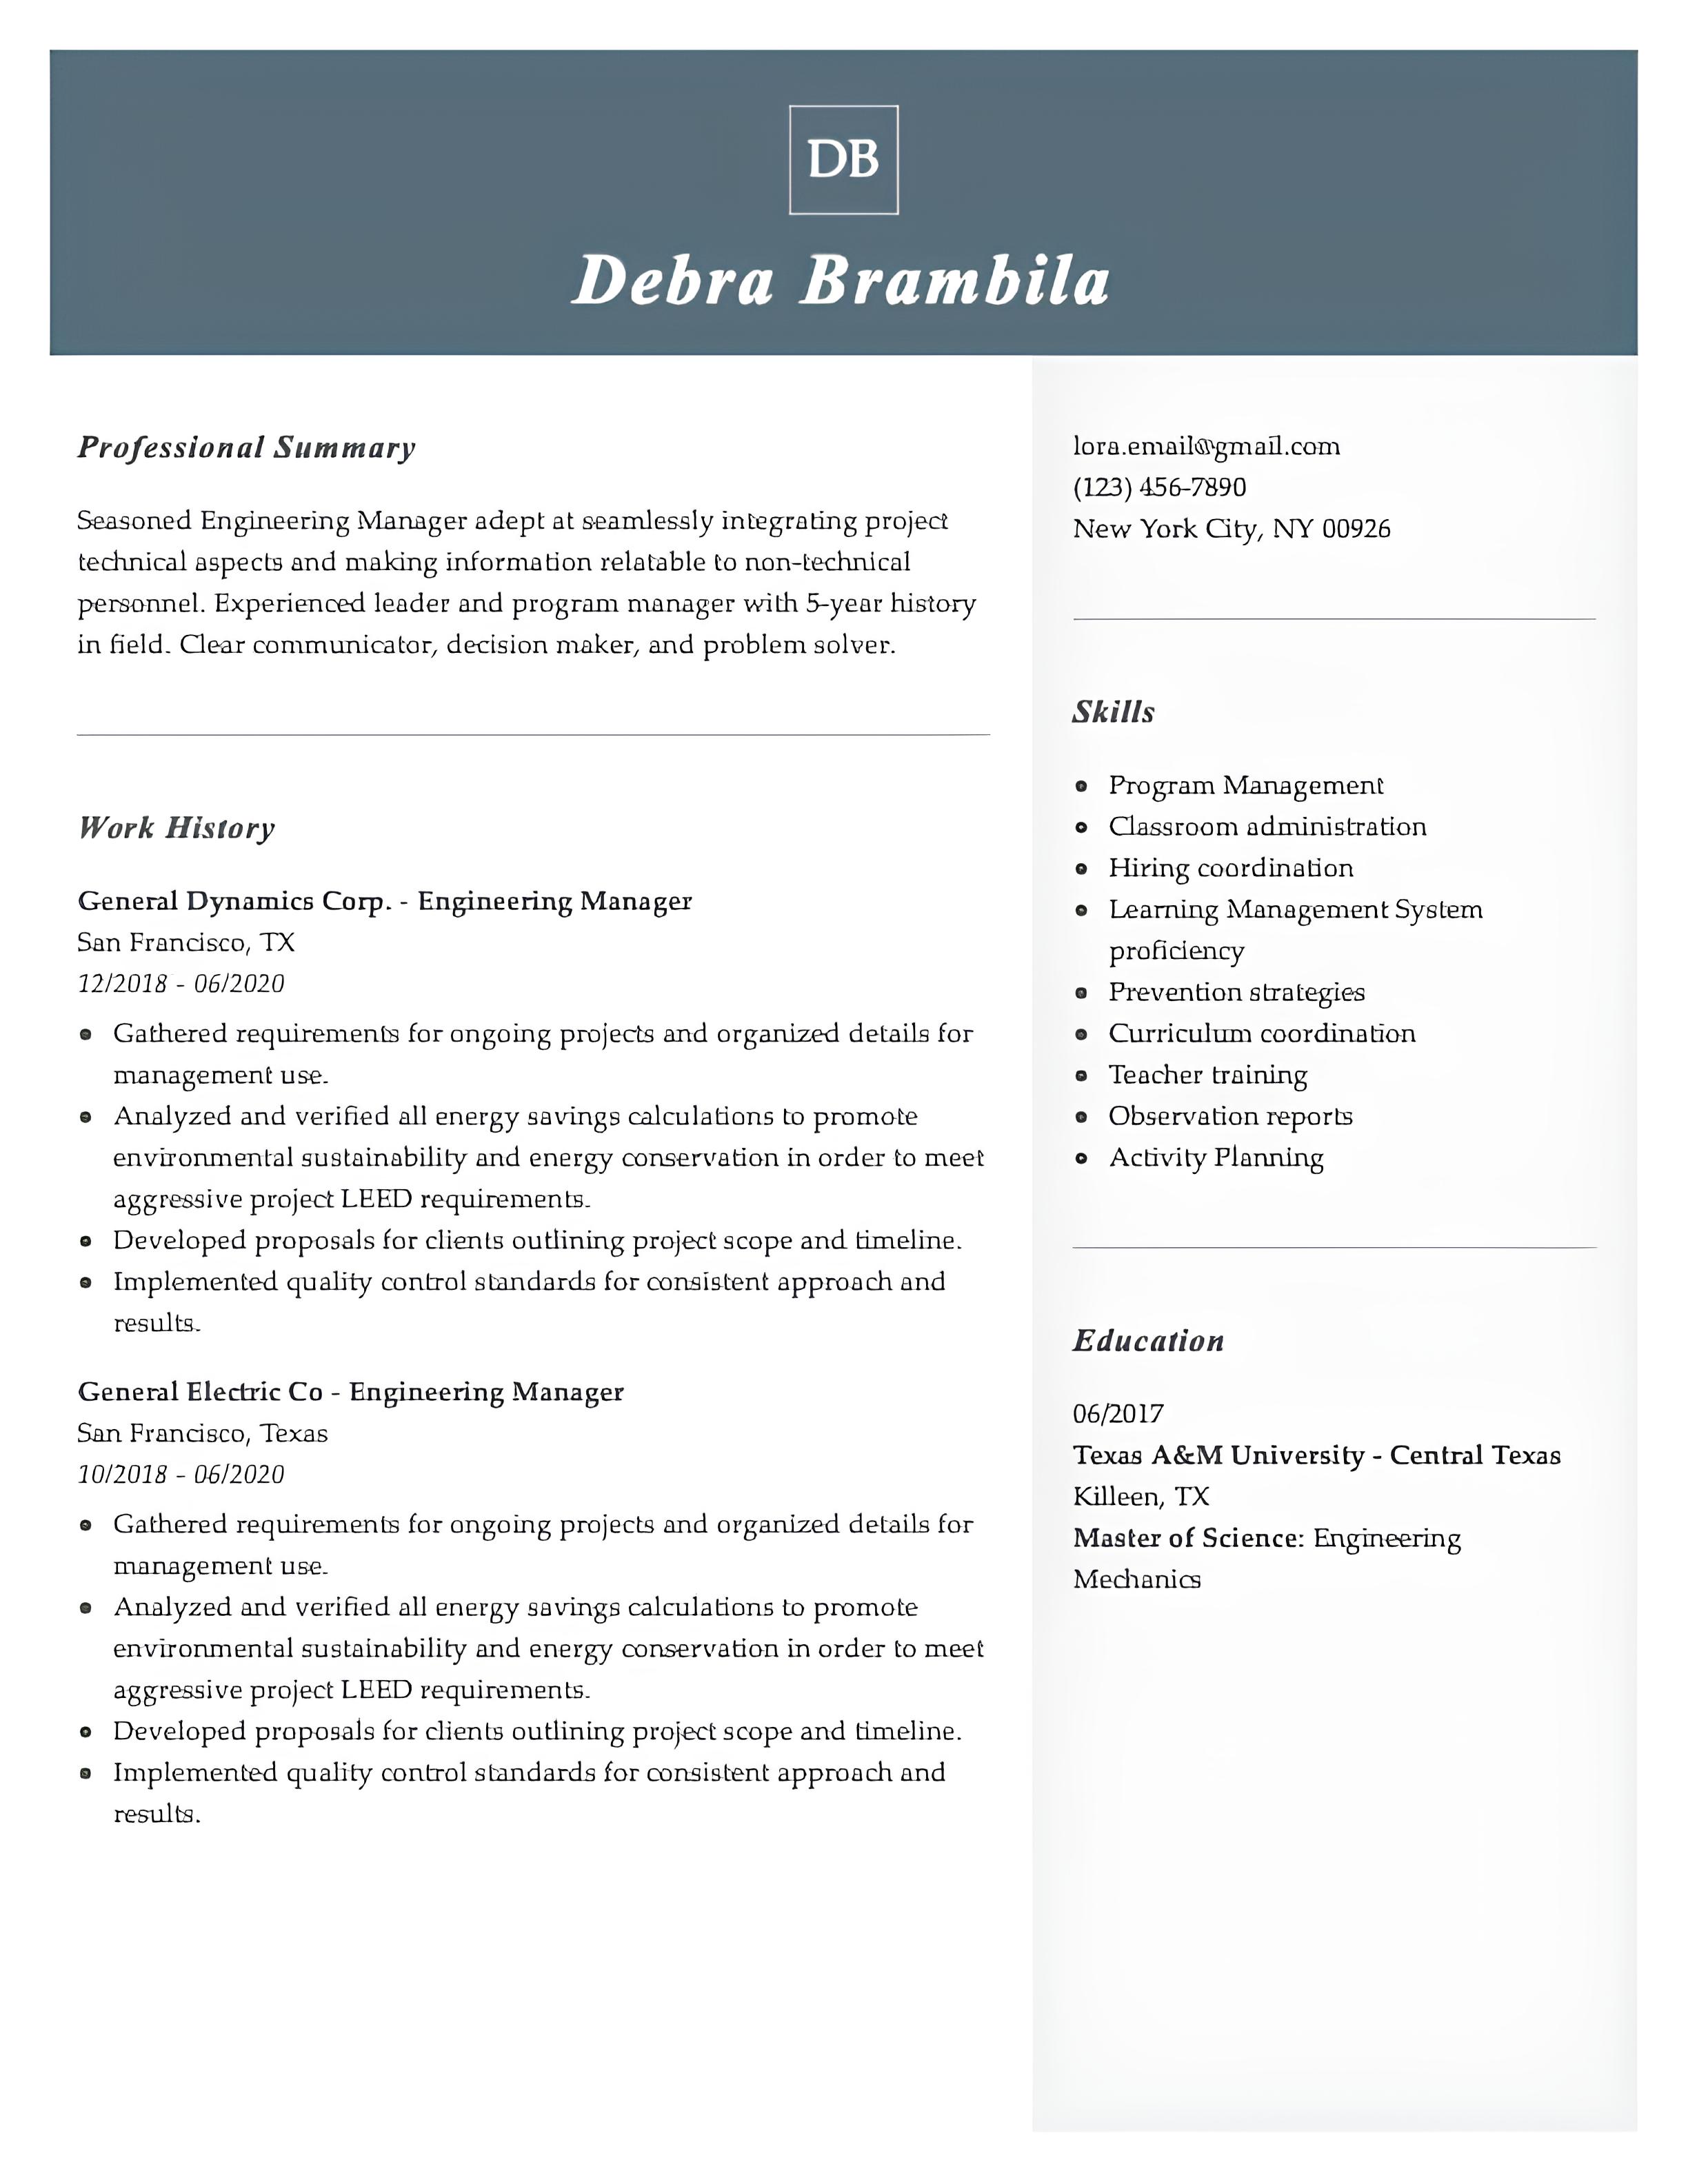 DB
Debra Brambila
Professional Summary
Seasoned Engineering Manager adept at seamlessly integrating project
technical aspects and making information relatable to non-technical
personnel. Experienced leader and program manager with 5-year history
in field. Clear communicator, decision maker, and problem solver.
Work History
General Dynamics Corp. - Engineering Manager
San Francisco, TX
12/2018 - 06/2020
• Gathered requirements for ongoing projects and organized details for
management use.
• Analyzed and verified all energy savings calculations to promote
environmental sustainability and energy conservation in order to meet
aggressive project LEED requirements.
• Developed proposals for clients outlining project scope and timeline.
• Implemented quality control standards for consistent approach and
results.
General Electric Co - Engineering Manager
San Francisco, Texas
10/2018 - 06/2020
• Gathered requirements for ongoing projects and organized details for
management use.
• Analyzed and verified all energy savings calculations to promote
environmental sustainability and energy conservation in order to meet
aggressive project LEED requirements.
• Developed proposals for clients outlining project scope and timeline.
• Implemented quality control standards for consistent approach and
results.
lora.email@gmail.com
(123) 456-7890
New York City, NY 00926
Skills
• Program Management
• Classroom administration
• Hiring coordination
• Learning Management System
proficiency
• Prevention strategies
• Curriculum coordination
• Teacher training
• Observation reports
• Activity Planning
Education
06/2017
Texas A&M University - Central Texas
Killeen, TX
Master of Science: Engineering
Mechanics